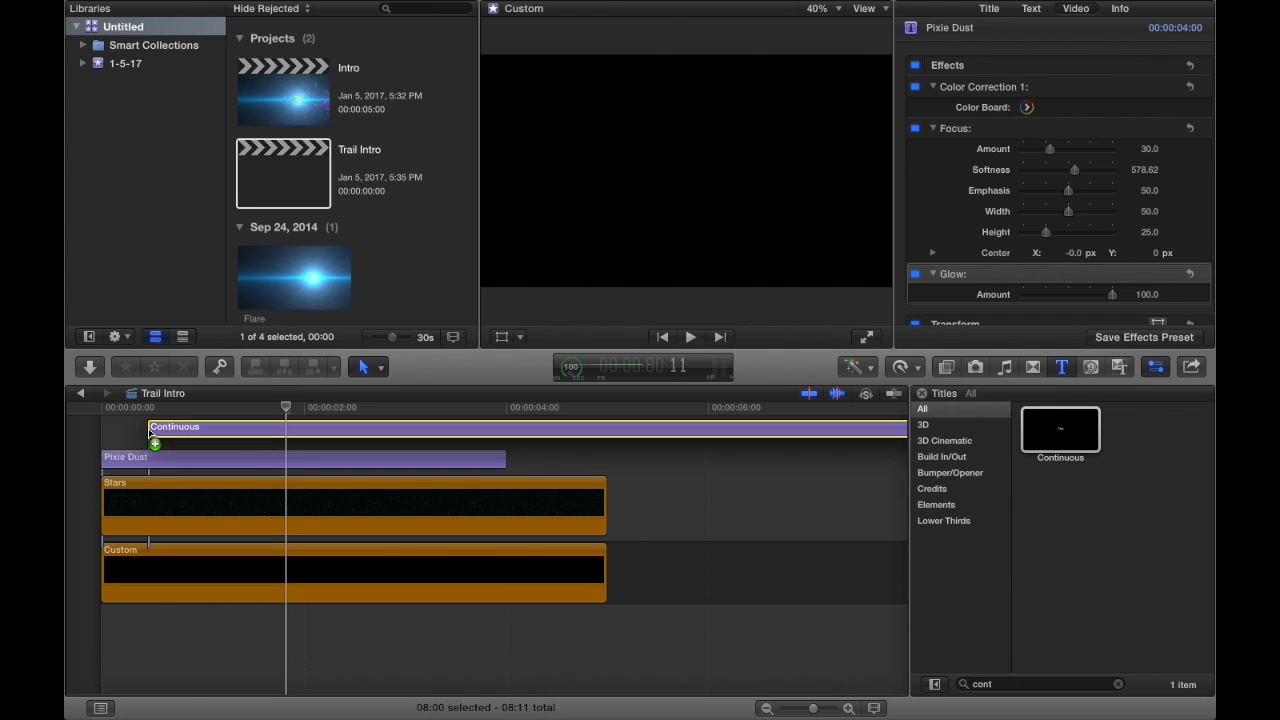 Libraries
Hide Rejected
Custom
40%
View
Title
Text
Video
Info
Untitled
Smart Collections
1-5-17
Projects (2)
Intro
Jan 5, 2017, 5:32 PM
00:00:05:00
Trail Intro
Jan 5, 2017, 5:35 PM
00:00:00:00
Sep 24, 2014 (1)
Flare
1 of 4 selected, 00:00
30s
Pixie Dust
00:00:04:00
Effects
Color Correction 1:
Color Board:
Focus:
Amount 30.0
Softness 578.62
Emphasis 50.0
Width 50.0
Height 25.0
Center X: -0.0 px Y: 0 px
Glow:
Amount 100.0
Transform
Save Effects Preset
100
Trail Intro
00:00:00:00
00:00:02:00
00:00:04:00
00:00:06:00
Continuous
Pixie Dust
Stars
Custom
Titles All
All
3D
3D Cinematic
Build In/Out
Bumper/Opener
Credits
Elements
Lower Thirds
Continuous
cont
1 item
08:00 selected - 08:11 total